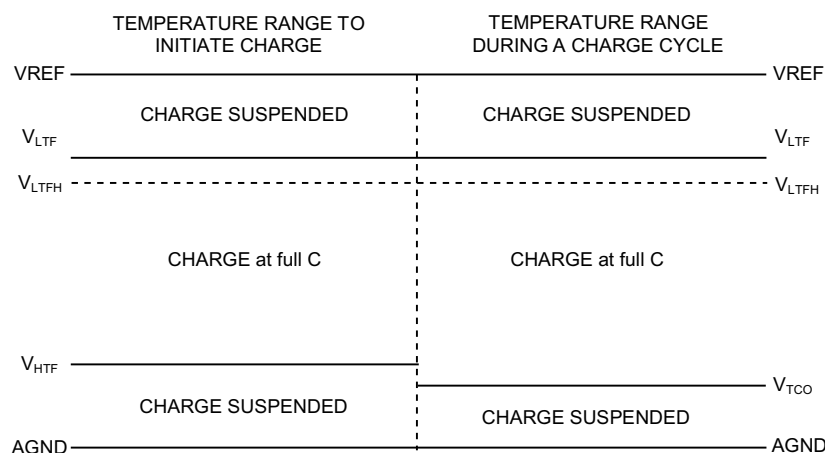 TEMPERATURE RANGE TO
INITIATE CHARGE
TEMPERATURE RANGE
DURING A CHARGE CYCLE
VREF
VREF
CHARGE SUSPENDED
CHARGE SUSPENDED
VLTF
VLTF
VLTFH
VLTFH
CHARGE at full C
CHARGE at full C
VHTF
VTCO
CHARGE SUSPENDED
CHARGE SUSPENDED
AGND
AGND